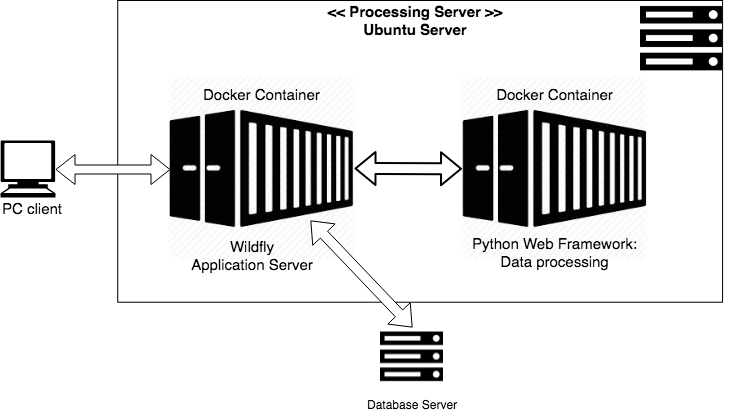 << Processing Server >>
Ubuntu Server
Docker Container
Docker Container
PC client
Wildfly
Application Server
Python Web Framework:
Data processing
Database Server